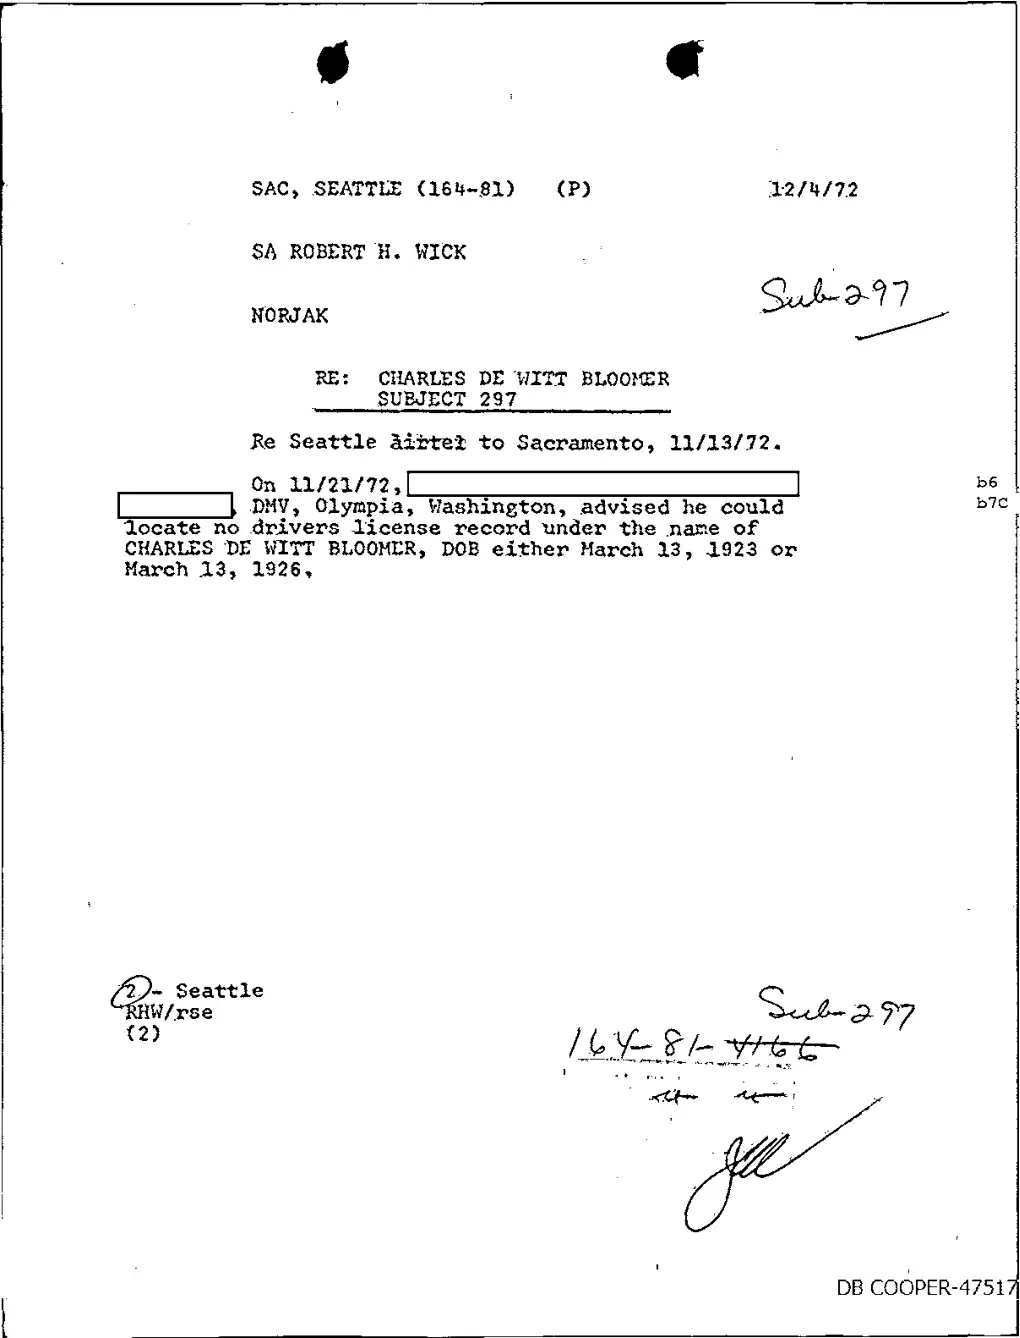 SAC, SEATTLE (164-81) (P) 12/4/72
SA ROBERT H. WICK
Sub-297
NORJAK
RE: CHARLES DE WITT BLOOMER
SUBJECT 297
Re Seattle airtel to Sacramento, 11/13/72.
On 11/21/72,
b6
, DMV, Olympia, Washington, advised he could
b7C
locate no drivers license record under the name of
CHARLES DE WITT BLOOMER, DOB either March 13, 1923 or
March 13, 1926.
2 - Seattle
RHW/rse
(2)
Sub-297
164-81-4166
DB COOPER-47517